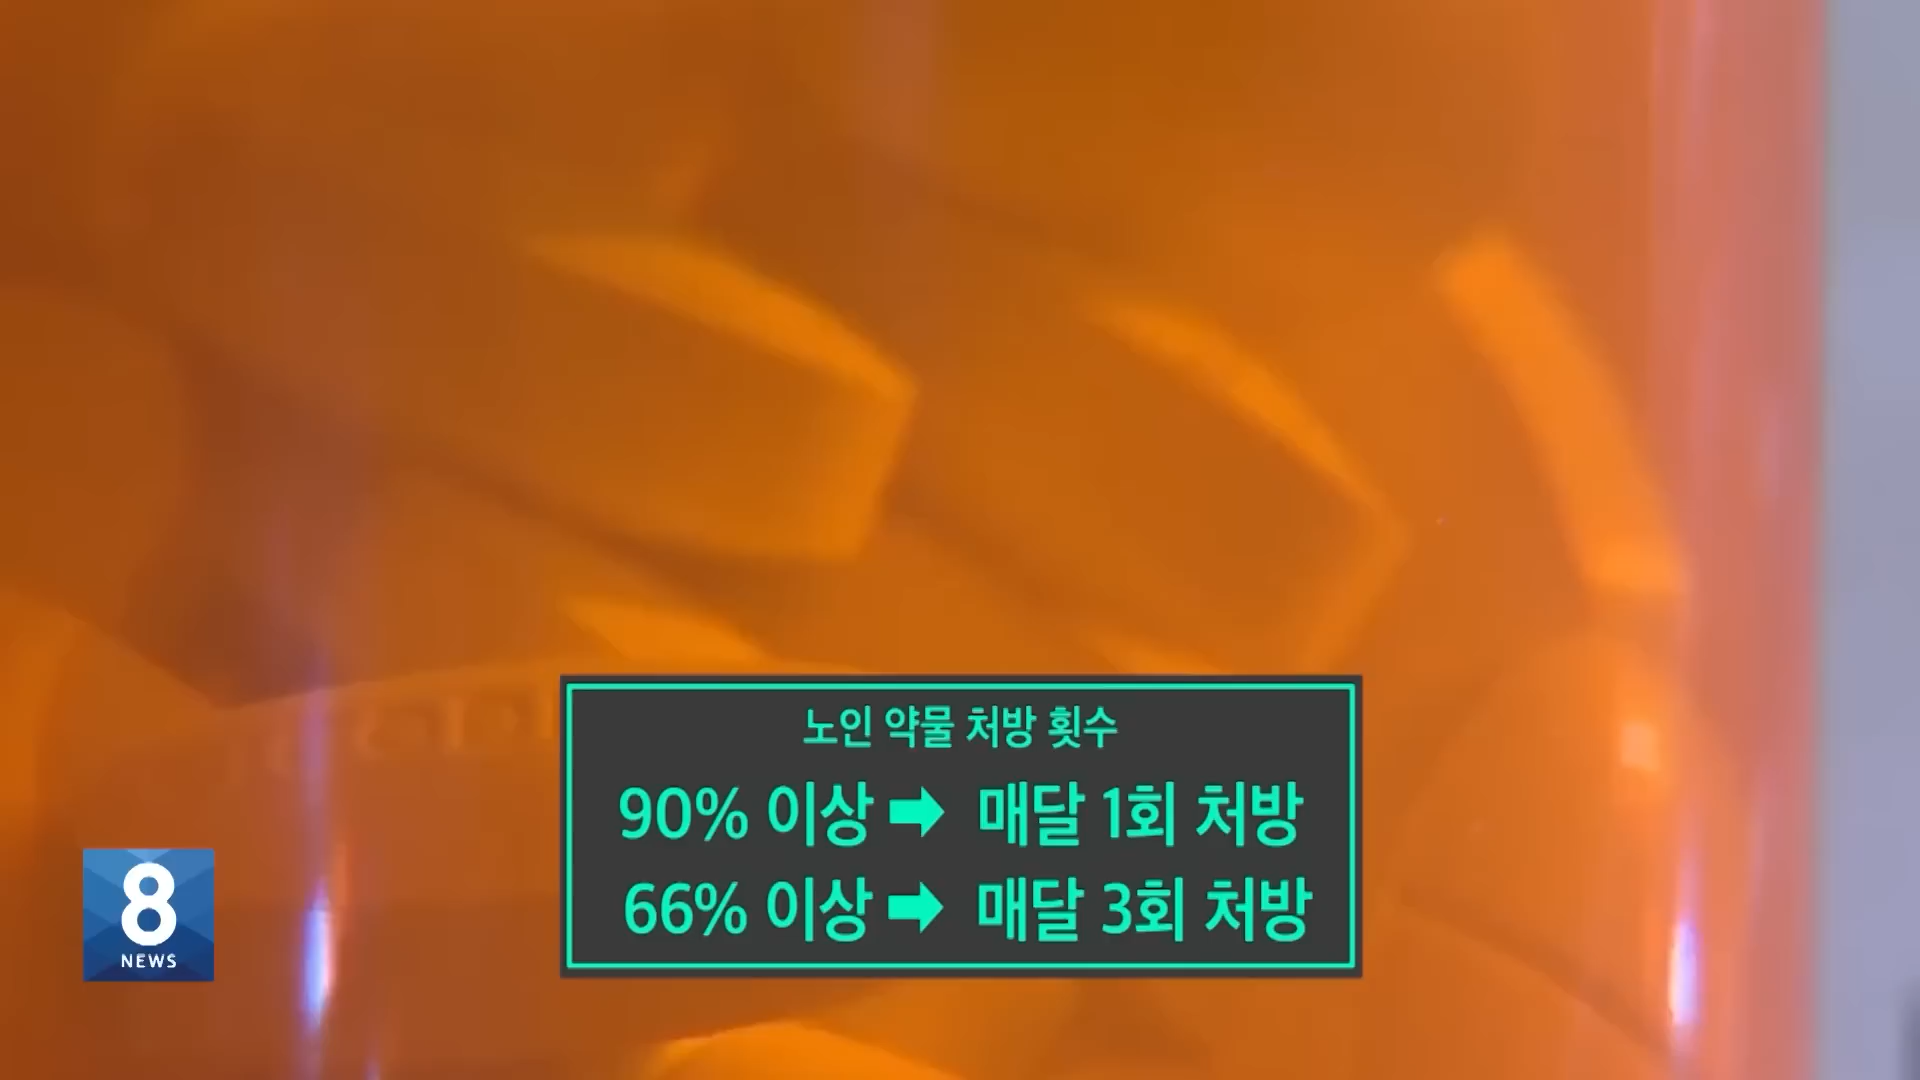 노인 약물 처방 횟수
90% 이상 ➡ 매달 1회 처방
66% 이상 ➡ 매달 3회 처방
8
NEWS